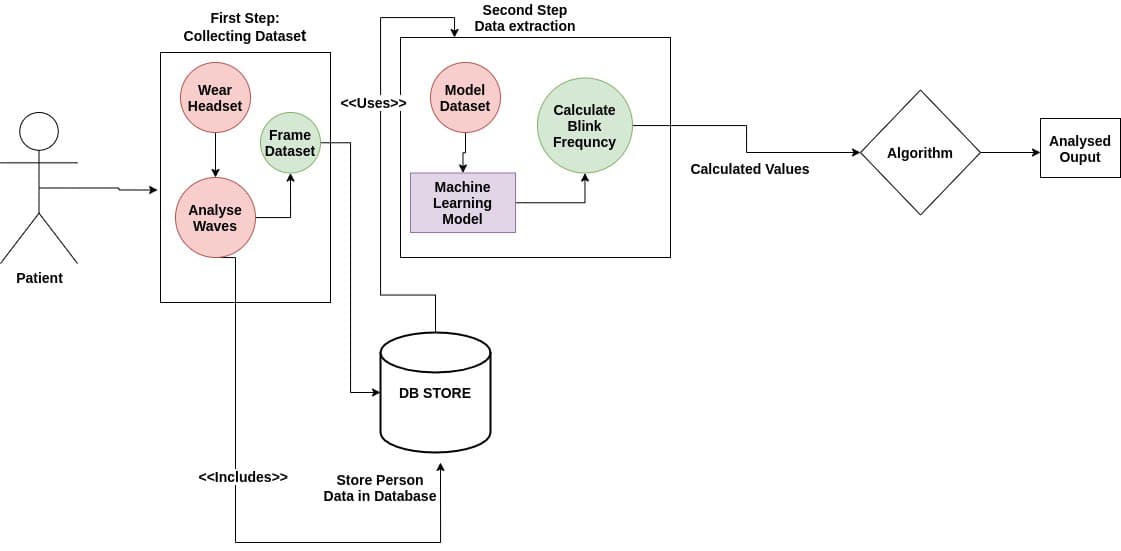 First Step:
Collecting Dataset
Second Step
Data extraction
Wear
Headset
Frame
Dataset
Analyse
Waves
Patient
<<Uses>>
Model
Dataset
Machine
Learning
Model
Calculate
Blink
Frequncy
Calculated Values
Algorithm
Analysed
Ouput
DB STORE
<<Includes>>
Store Person
Data in Database